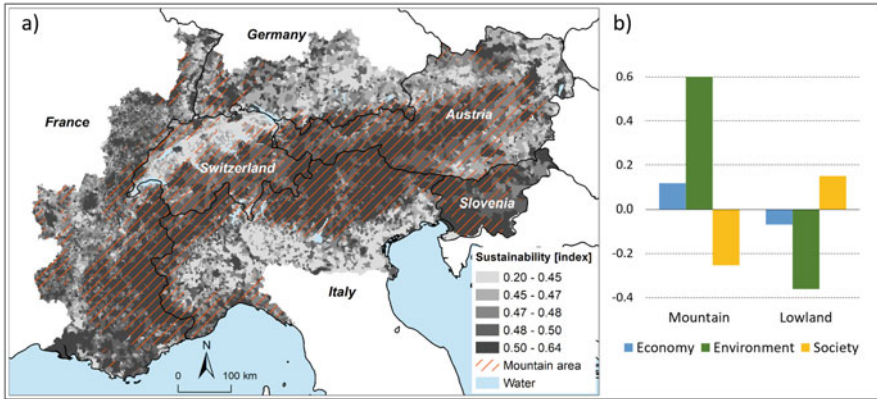 a)
Germany
France
Austria
Switzerland
Slovenia
Italy
N
0 100 km
Sustainability [index]
0.20 - 0.45
0.45 - 0.47
0.47 - 0.48
0.48 - 0.50
0.50 - 0.64
Mountain area
Water
b)
0.6
0.4
0.2
0.0
-0.2
-0.4
Mountain Lowland
Economy Environment Society